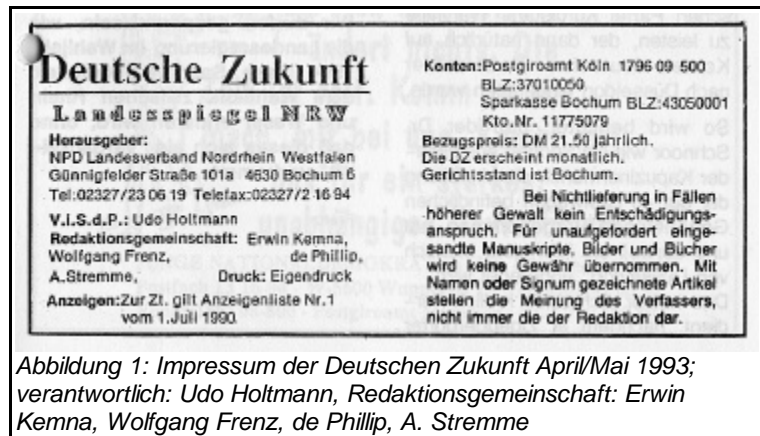 Deutsche Zukunft
Landesspiegel NRW
Herausgeber:
NPD Landesverband Nordrhein Westfalen
Günnigfelder Straße 101a 4630 Bochum 6
Tel:02327/23 05 19 Telefax.:02327/2 16 94
V.i.S.d.P.: Udo Holtmann
Redaktionsgemeinschaft: Erwin Kemna,
Wolfgang Frenz, de Phillip,
A.Stremme, Druck: Eigendruck
Anzeigen:Zur Zt. gilt Anzeigenliste Nr.1
vom 1.Juli 1990.
Konten:Postgiroamt Köln 1796 09 500
BLZ:37010050
Sparkasse Bochum BLZ:43050001
Kto.Nr. 11775079
Bezugspreis: DM 21.50 jährlich.
Die DZ erscheint monatlich.
Gerichtsstand ist Bochum.
Bei Nichtlieferung in Fällen
höherer Gewalt kein Entschädigungs-
anspruch. Für unaufgefordert einge-
sandte Manuskripte, Bilder und Bücher
wird keine Gewähr übernommen. Mit
Namen oder Signum gezeichnete Artikel
stellen die Meinung des Verfassers,
nicht immer die der Redaktion dar.
Abbildung 1: Impressum der Deutschen Zukunft April/Mai 1993;
verantwortlich: Udo Holtmann, Redaktionsgemeinschaft: Erwin
Kemna, Wolfgang Frenz, de Phillip, A. Stremme